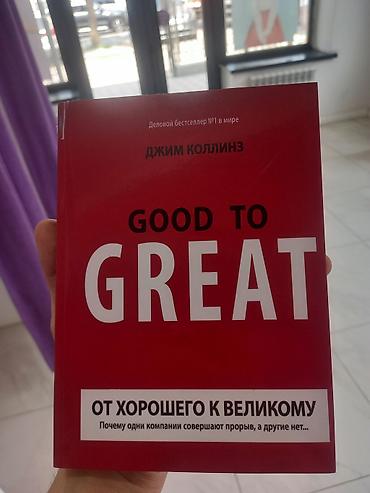 Деловой бестселлер №1 в мире
ДЖИМ КОЛЛИНЗ
GOOD TO
GREAT
ОТ ХОРОШЕГО К ВЕЛИКОМУ
Почему одни компании совершают прорыв, а другие нет...